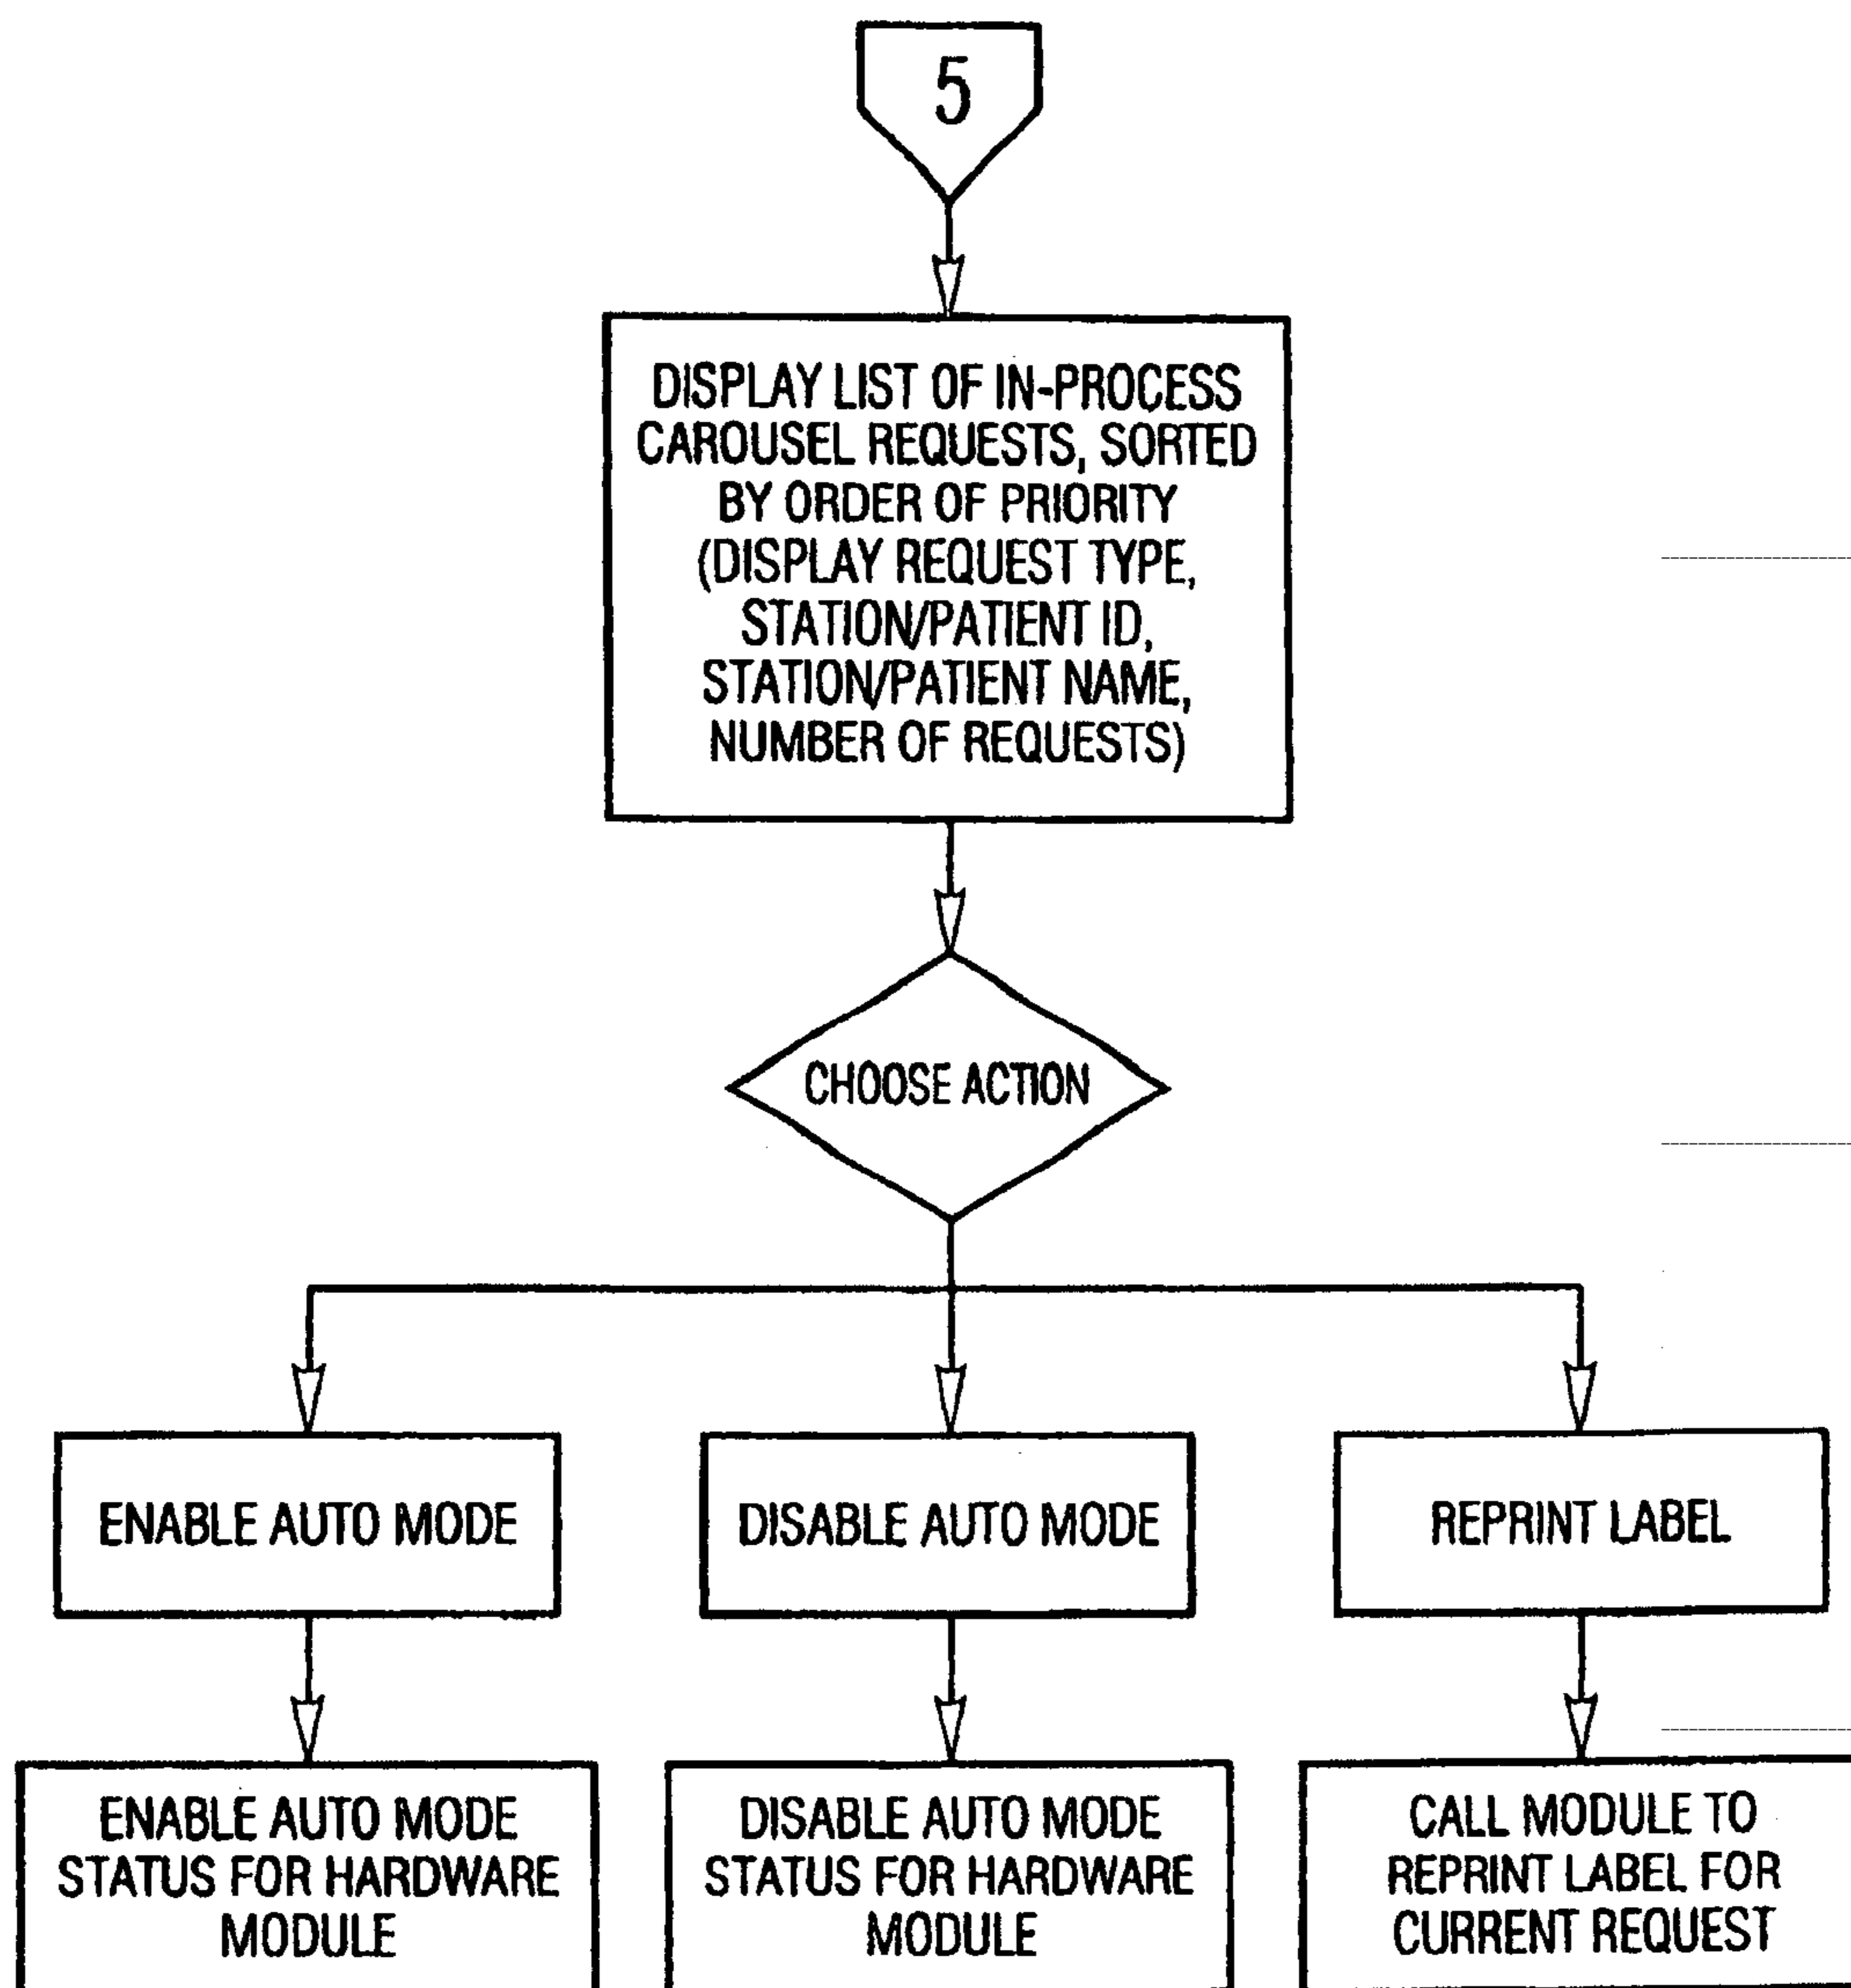 5
DISPLAY LIST OF IN-PROCESS
CAROUSEL REQUESTS, SORTED
BY ORDER OF PRIORITY
(DISPLAY REQUEST TYPE,
STATION/PATIENT ID,
STATION/PATIENT NAME,
NUMBER OF REQUESTS)
CHOOSE ACTION
ENABLE AUTO MODE
DISABLE AUTO MODE
REPRINT LABEL
ENABLE AUTO MODE
STATUS FOR HARDWARE
MODULE
DISABLE AUTO MODE
STATUS FOR HARDWARE
MODULE
CALL MODULE TO
REPRINT LABEL FOR
CURRENT REQUEST